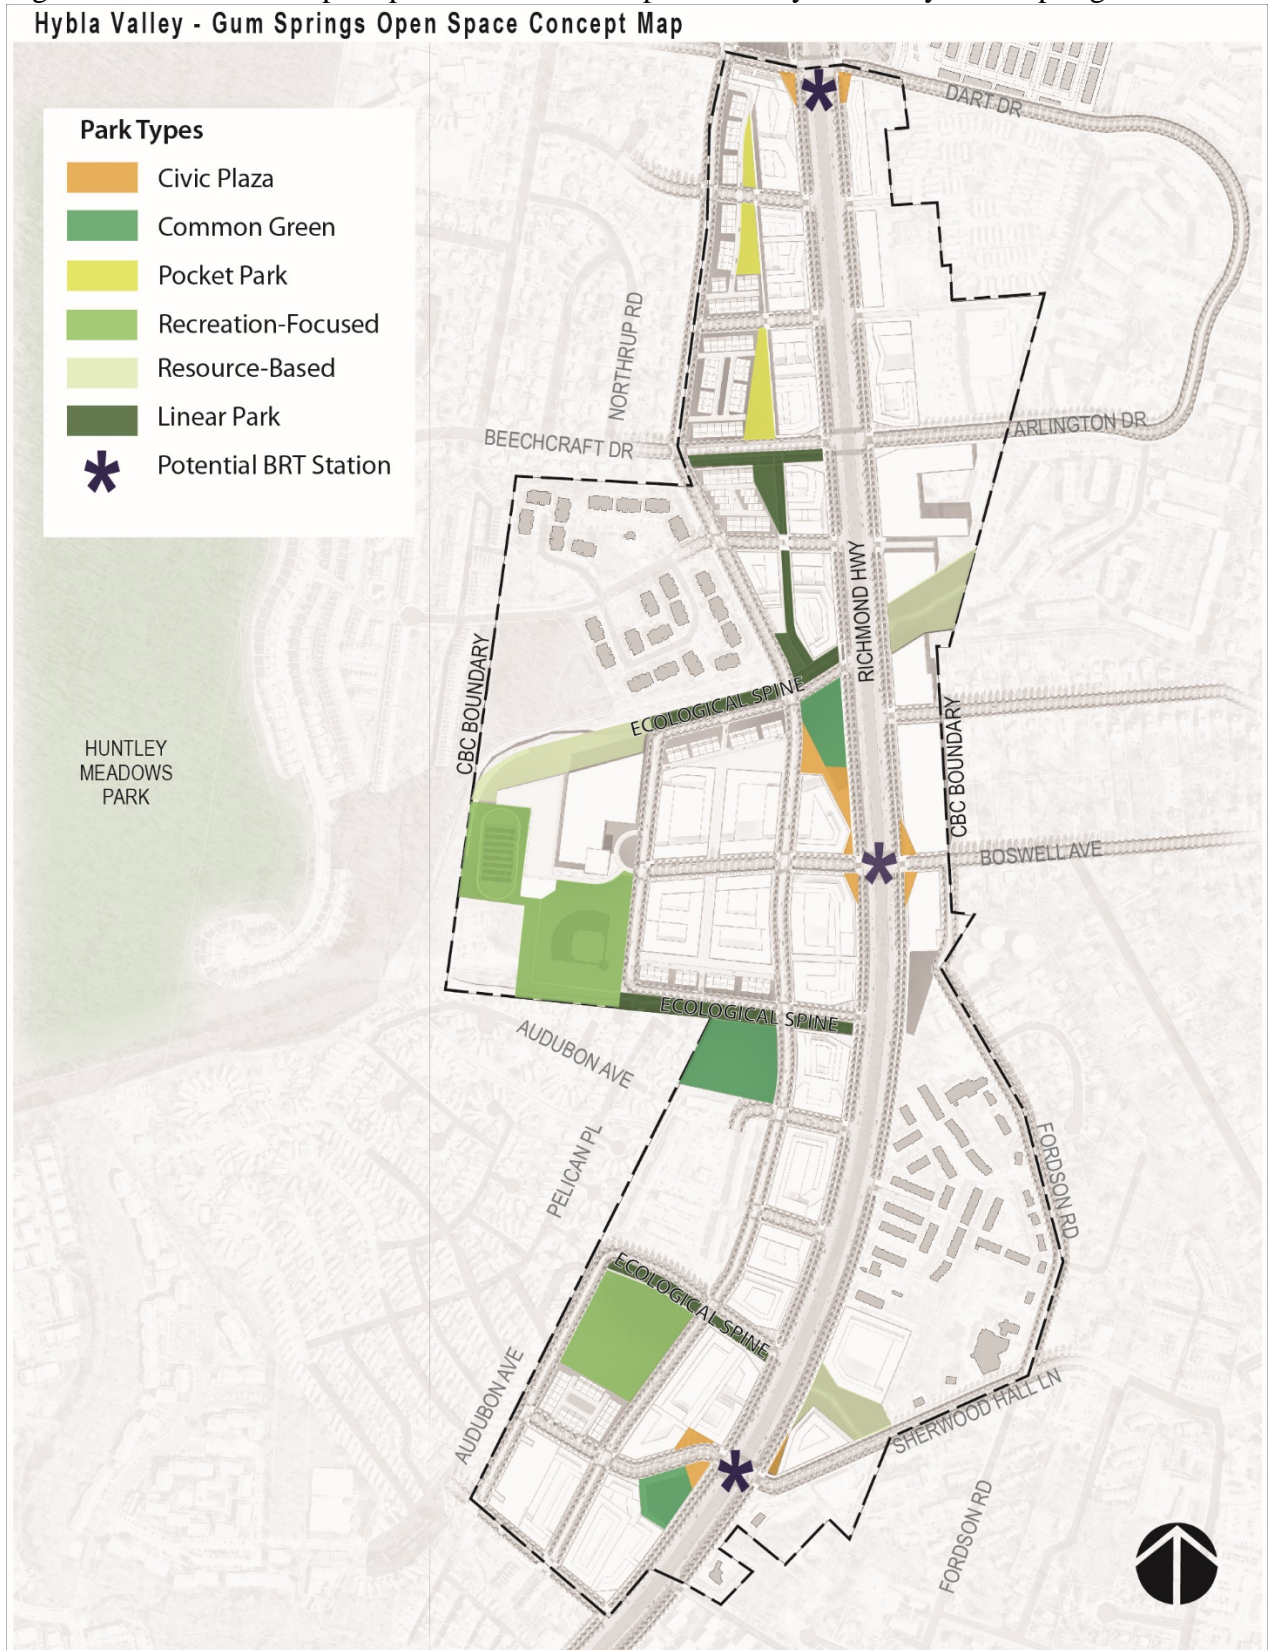 Hybla Valley - Gum Springs Open Space Concept Map
Park Types
Civic Plaza
Common Green
Pocket Park
Recreation-Focused
Resource-Based
Linear Park
Potential BRT Station
DART DR
NORTHRUP RD
BEECHCRAFT DR
ARLINGTON DR
RICHMOND HWY
CBC BOUNDARY
ECOLOGICAL SPINE
CBC BOUNDARY
HUNTLEY
MEADOWS
PARK
BOSWELL AVE
ECOLOGICAL SPINE
AUDUBON AVE
PELICAN PL
FORDSON RD
ECOLOGICAL SPINE
AUDUBON AVE
SHERWOOD HALL LN
FORDSON RD